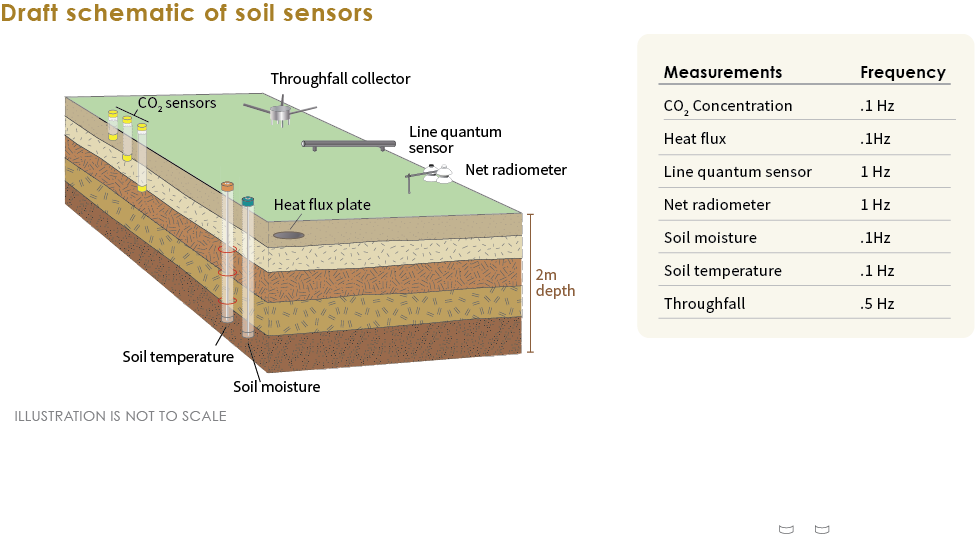 Draft schematic of soil sensors
Throughfall collector
CO2 sensors
Line quantum
sensor
Net radiometer
Heat flux plate
2m
depth
Soil temperature
Soil moisture
ILLUSTRATION IS NOT TO SCALE
Measurements Frequency
CO2 Concentration .1 Hz
Heat flux .1Hz
Line quantum sensor 1 Hz
Net radiometer 1 Hz
Soil moisture .1Hz
Soil temperature .1 Hz
Throughfall .5 Hz